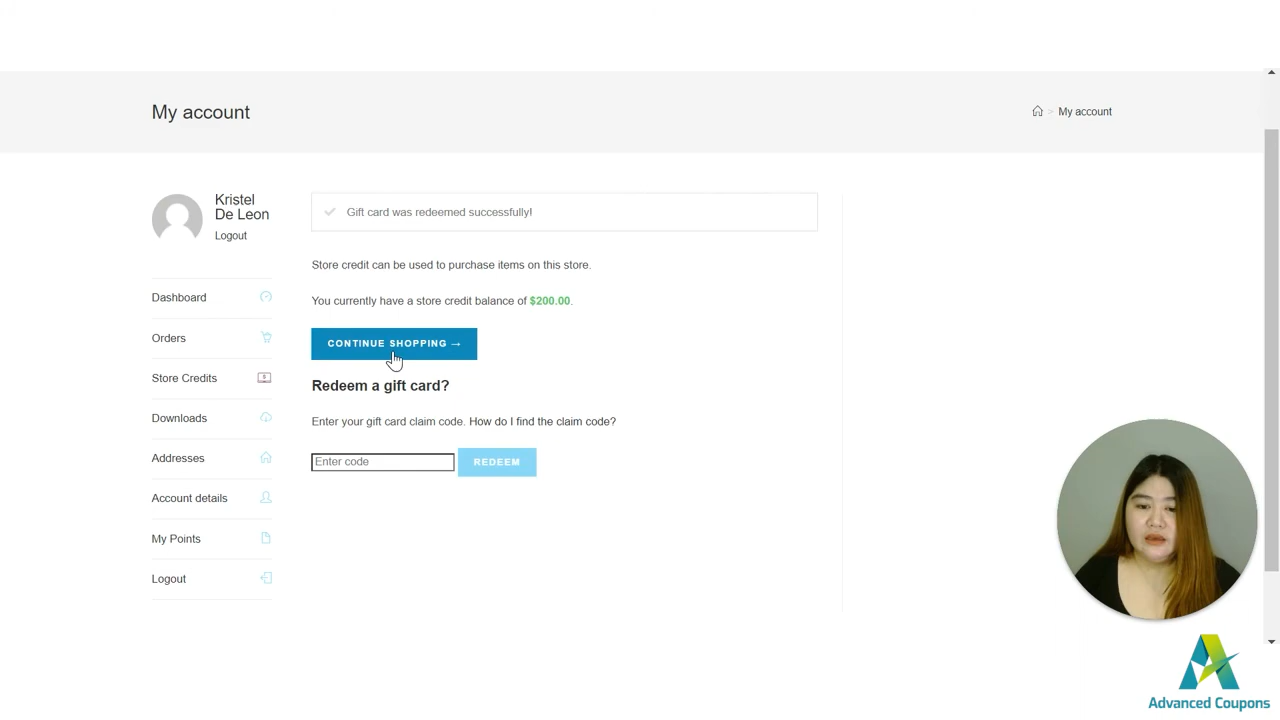 My account
> My account
Kristel
De Leon
Logout
Dashboard
Orders
Store Credits
Downloads
Addresses
Account details
My Points
Logout
Gift card was redeemed successfully!
Store credit can be used to purchase items on this store.
You currently have a store credit balance of $200.00.
CONTINUE SHOPPING →
Redeem a gift card?
Enter your gift card claim code. How do I find the claim code?
Enter code
REDEEM
Advanced Coupons